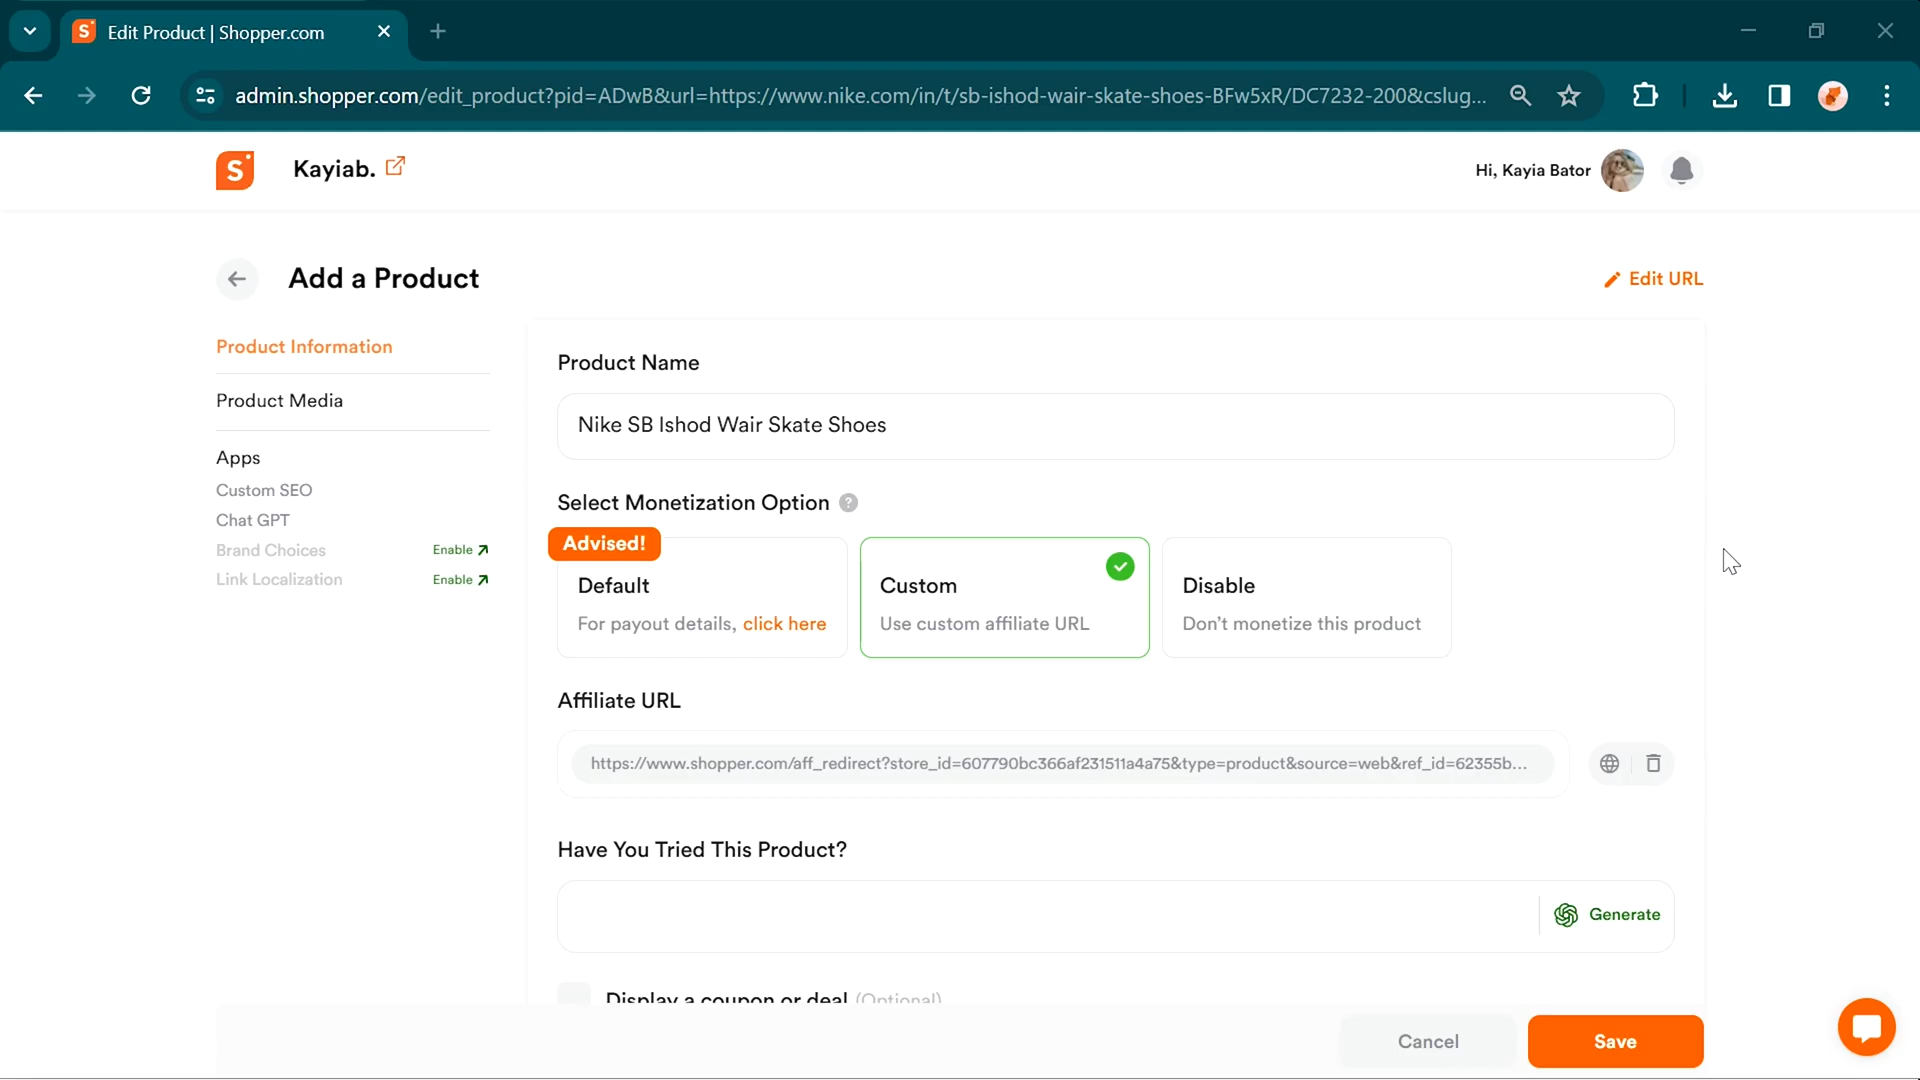 Edit Product | Shopper.com
admin.shopper.com/edit_product?pid=ADwB&url=https://www.nike.com/in/t/sb-ishod-wair-skate-shoes-BFw5xR/DC7232-200&cslug...
S
Kayiab.
Hi, Kayia Bator
Add a Product
Edit URL
Product Information
Product Media
Apps
Custom SEO
Chat GPT
Brand Choices Enable
Link Localization Enable
Product Name
Nike SB Ishod Wair Skate Shoes
Select Monetization Option ?
Advised!
Default
For payout details, click here
Custom
Use custom affiliate URL
Disable
Don't monetize this product
Affiliate URL
https://www.shopper.com/aff_redirect?store_id=607790bc366af231511a4a75&type=product&source=web&ref_id=62355b...
Have You Tried This Product?
Generate
Display a coupon or deal (Optional)
Cancel
Save